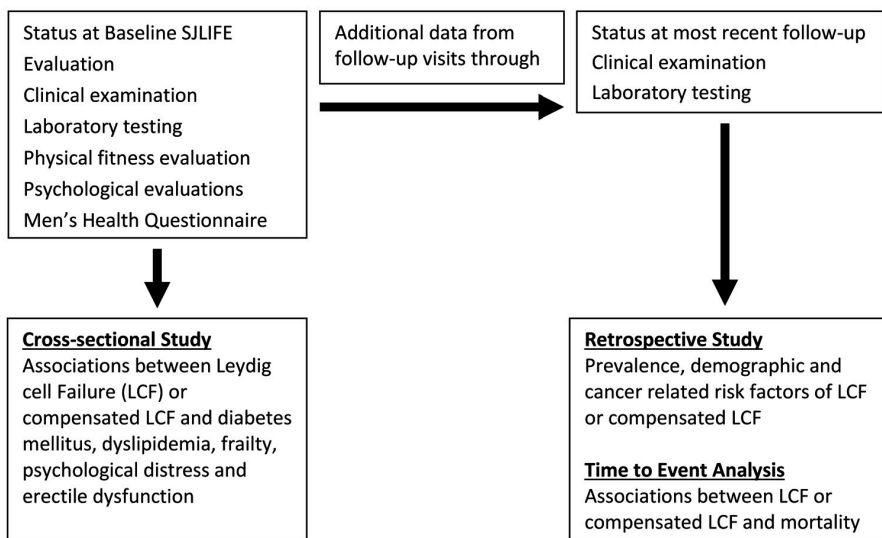 Status at Baseline SJLIFE
Evaluation
Clinical examination
Laboratory testing
Physical fitness evaluation
Psychological evaluations
Men’s Health Questionnaire
Additional data from
follow-up visits through
Status at most recent follow-up
Clinical examination
Laboratory testing
Cross-sectional Study
Associations between Leydig
cell Failure (LCF) or
compensated LCF and diabetes
mellitus, dyslipidemia, frailty,
psychological distress and
erectile dysfunction
Retrospective Study
Prevalence, demographic and
cancer related risk factors of LCF
or compensated LCF
Time to Event Analysis
Associations between LCF or
compensated LCF and mortality